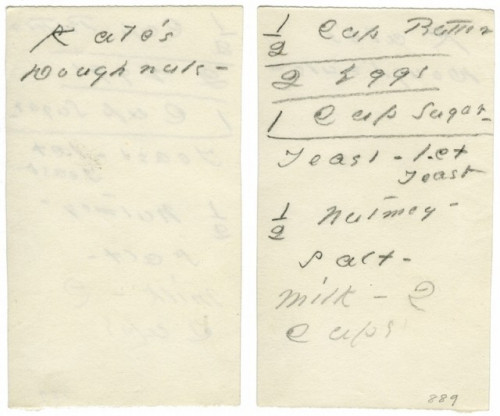 Kate's
Doughnuts -
1/2 Cup Butter
2 Eggs
1 Cup Sugar -
Yeast - 1 ct
Yeast
1/2 Nutmeg -
Salt -
Milk - 2
Cups
889